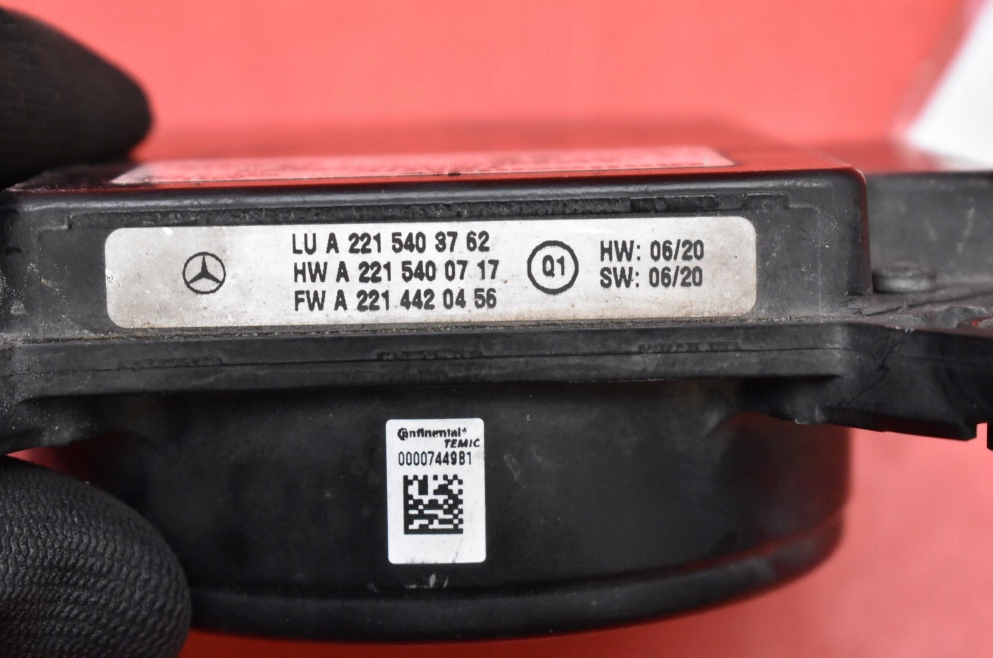 LU A 221 540 37 62
HW A 221 540 07 17
FW A 221 442 04 56
Q1
HW: 06/20
SW: 06/20
Continental
TEMIC
00007449B1